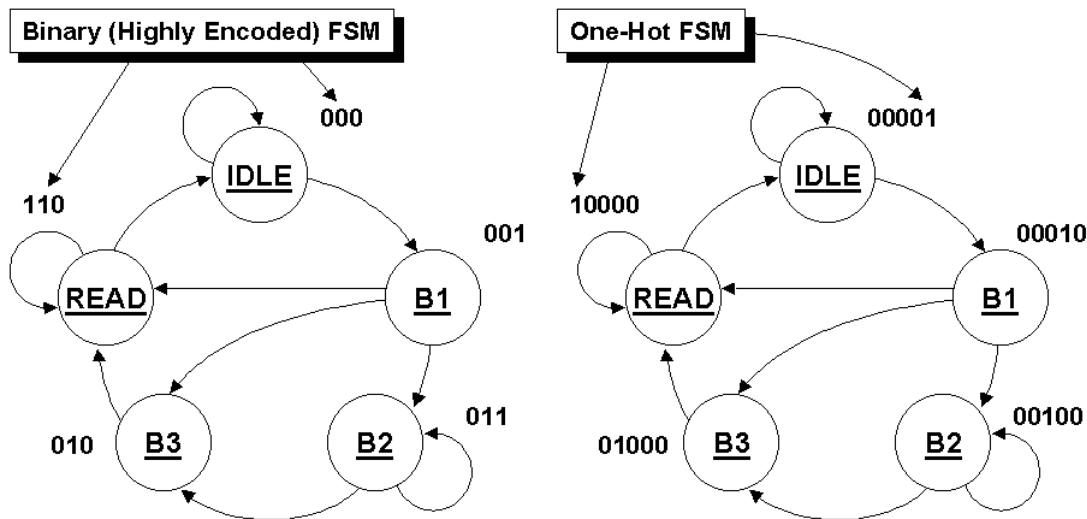 Binary (Highly Encoded) FSM
000
IDLE
110
001
READ
B1
011
010
B3
B2
One-Hot FSM
00001
IDLE
10000
00010
READ
B1
00100
01000
B3
B2